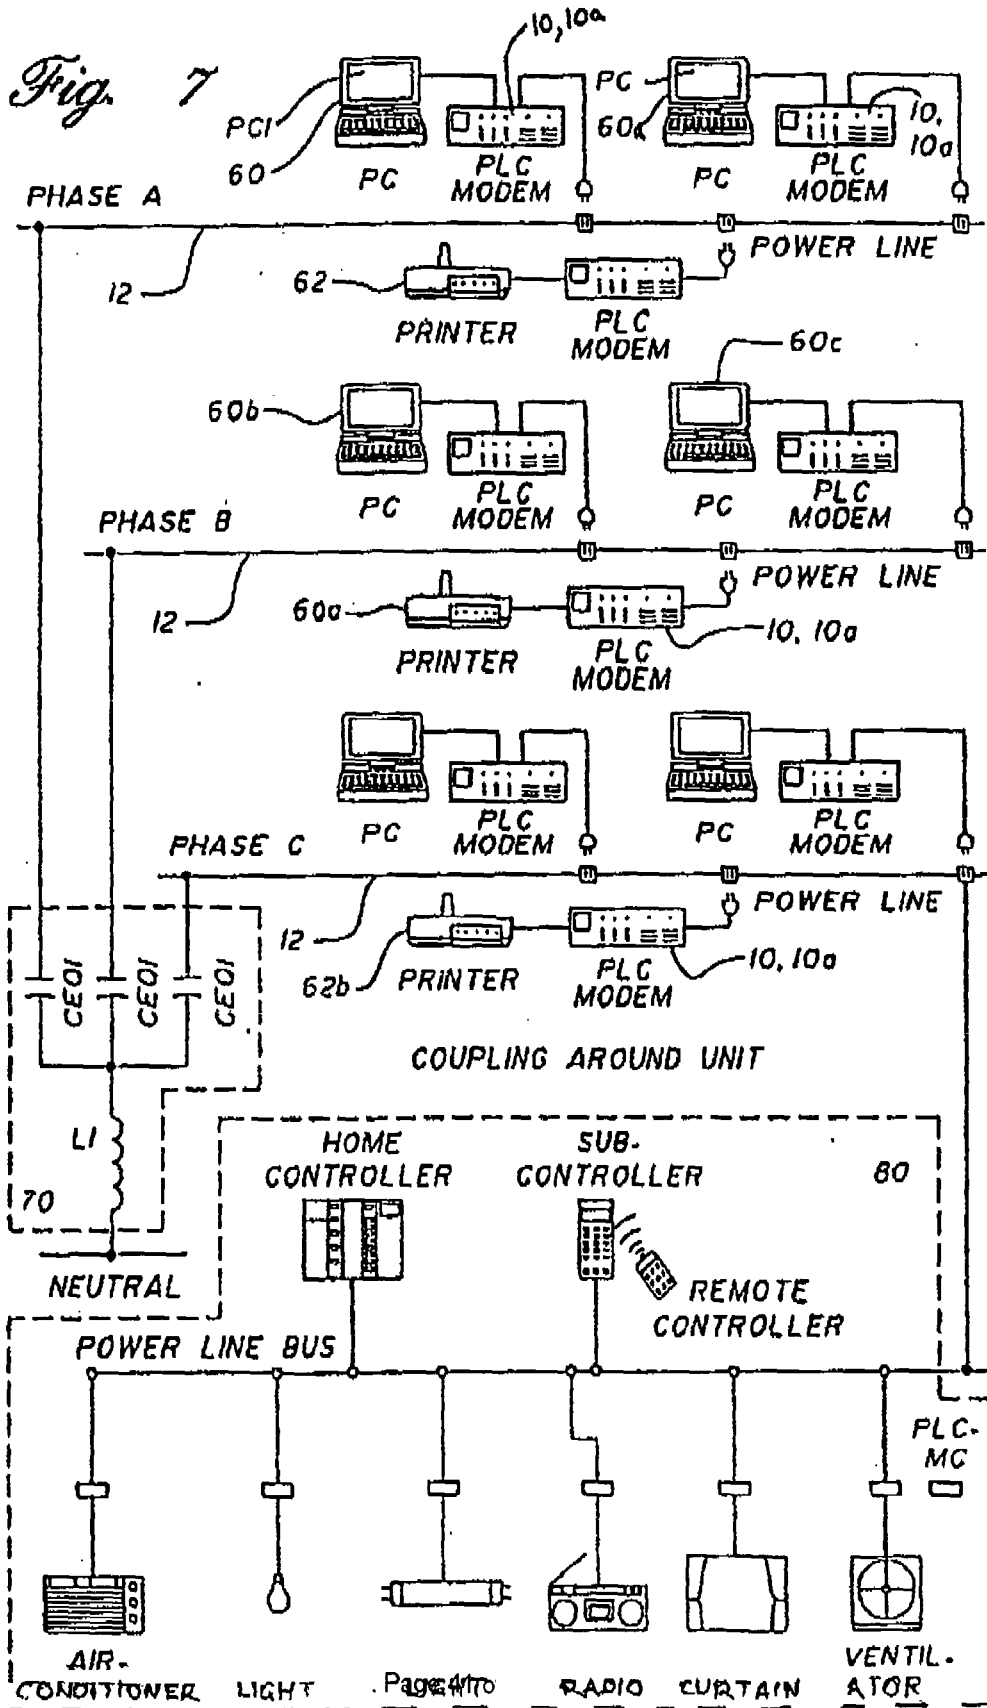 Fig. 7
10, 10a
PC1
60
PC
PLC
MODEM
PC
60a
PC
PLC
MODEM
10,
10a
PHASE A
12
POWER LINE
62
PRINTER
PLC
MODEM
60c
60b
PC
PLC
MODEM
PC
PLC
MODEM
PHASE B
12
POWER LINE
60a
PRINTER
PLC
MODEM
10, 10a
PC
PLC
MODEM
PC
PLC
MODEM
PHASE C
12
POWER LINE
62b
PRINTER
PLC
MODEM
10, 10a
CEQ1
CEQ1
CEQ1
COUPLING AROUND UNIT
L1
70
NEUTRAL
HOME
CONTROLLER
SUB-
CONTROLLER
80
REMOTE
CONTROLLER
POWER LINE BUS
PLC-
MC
AIR-
CONDITIONER
LIGHT
RADIO
CURTAIN
VENTIL-
ATOR